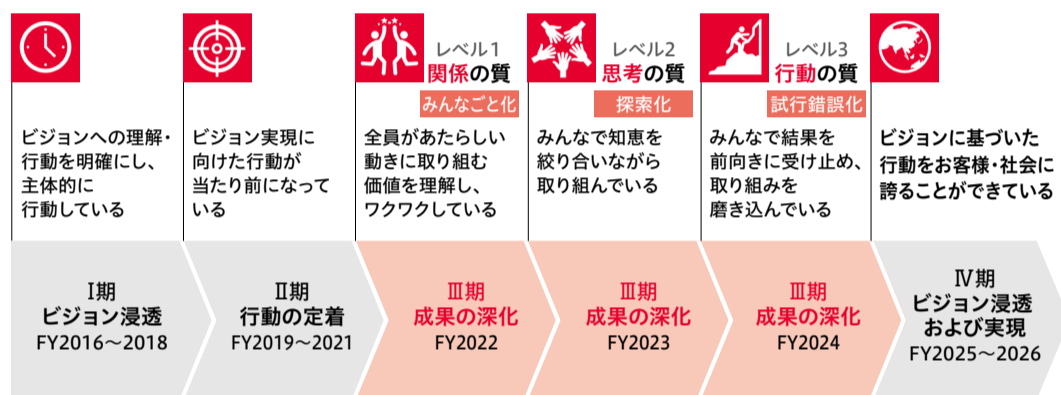 ビジョンへの理解・
行動を明確にし、
主体的に
行動している
ビジョン実現に
向けた行動が
当たり前になって
いる
レベル1
関係の質
みんなごと化
全員があたらしい
動きに取り組む
価値を理解し、
ワクワクしている
レベル2
思考の質
探索化
みんなで知恵を
絞り合いながら
取り組んでいる
レベル3
行動の質
試行錯誤化
みんなで結果を
前向きに受け止め、
取り組みを
磨き込んでいる
ビジョンに基づいた
行動をお客様・社会に
誇ることができている
Ⅰ期
ビジョン浸透
FY2016～2018
Ⅱ期
行動の定着
FY2019～2021
Ⅲ期
成果の深化
FY2022
Ⅲ期
成果の深化
FY2023
Ⅲ期
成果の深化
FY2024
Ⅳ期
ビジョン浸透
および実現
FY2025～2026